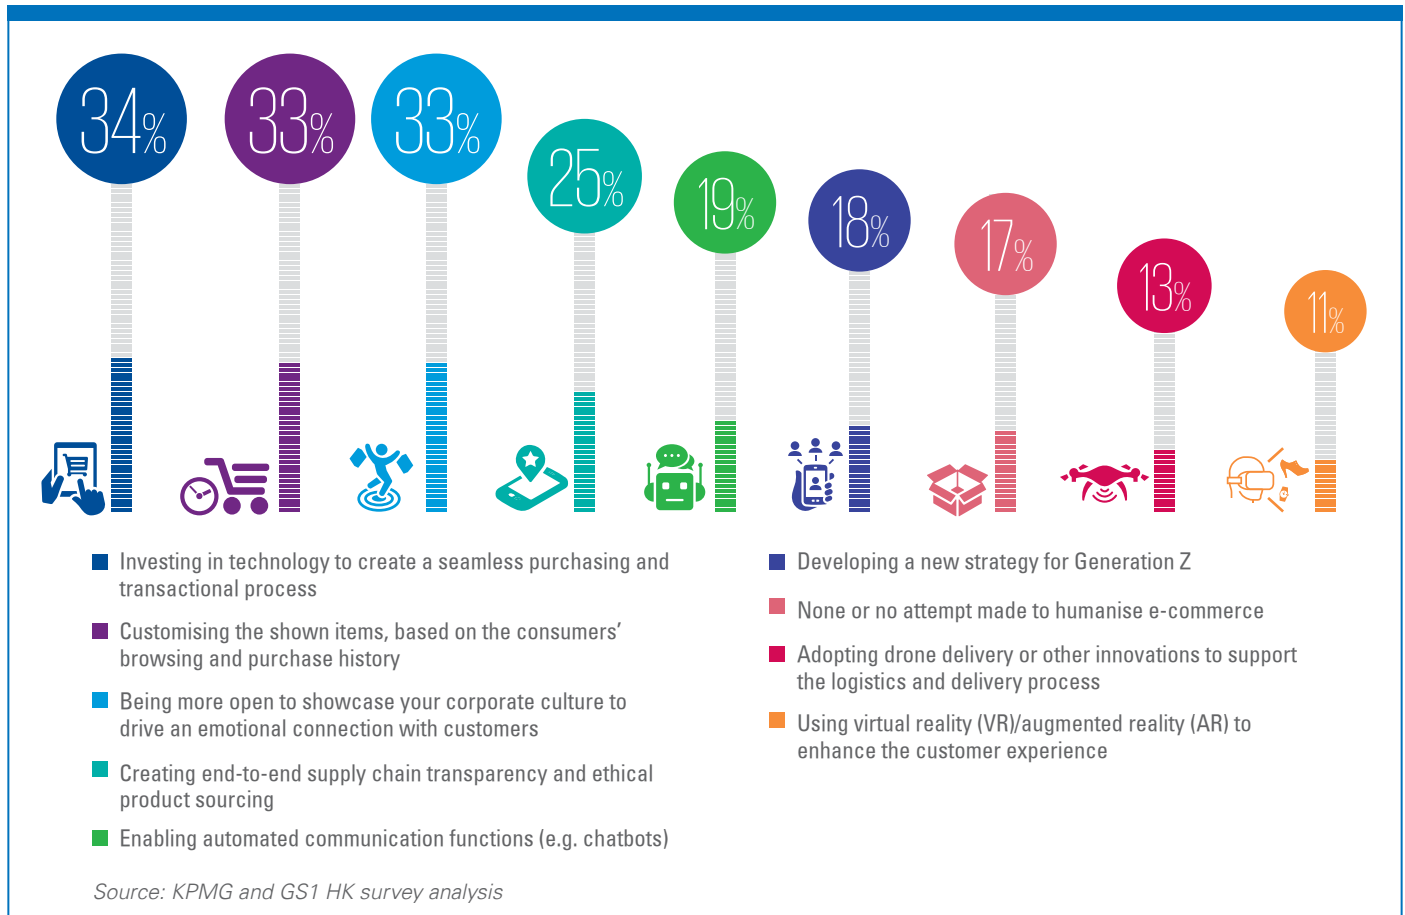 34%
33%
33%
25%
19%
18%
17%
13%
11%
Investing in technology to create a seamless purchasing and
transactional process
Customising the shown items, based on the consumers’
browsing and purchase history
Being more open to showcase your corporate culture to
drive an emotional connection with customers
Creating end-to-end supply chain transparency and ethical
product sourcing
Enabling automated communication functions (e.g. chatbots)
Developing a new strategy for Generation Z
None or no attempt made to humanise e-commerce
Adopting drone delivery or other innovations to support
the logistics and delivery process
Using virtual reality (VR)/augmented reality (AR) to
enhance the customer experience
Source: KPMG and GS1 HK survey analysis